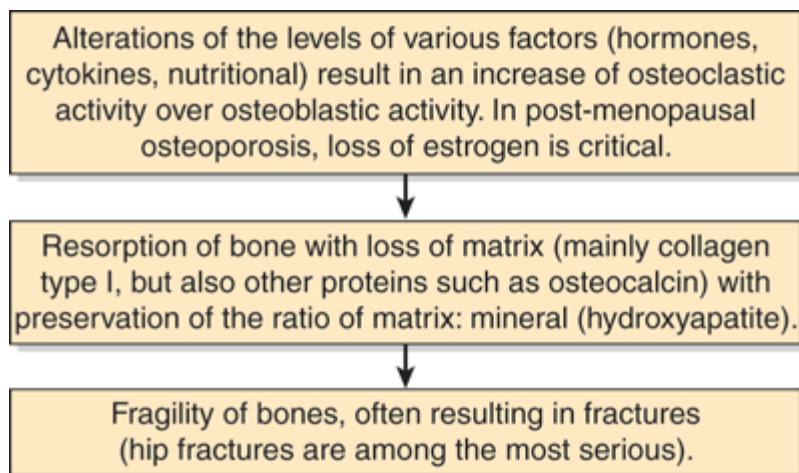 Alterations of the levels of various factors (hormones,
cytokines, nutritional) result in an increase of osteoclastic
activity over osteoblastic activity. In post-menopausal
osteoporosis, loss of estrogen is critical.
Resorption of bone with loss of matrix (mainly collagen
type I, but also other proteins such as osteocalcin) with
preservation of the ratio of matrix: mineral (hydroxyapatite).
Fragility of bones, often resulting in fractures
(hip fractures are among the most serious).